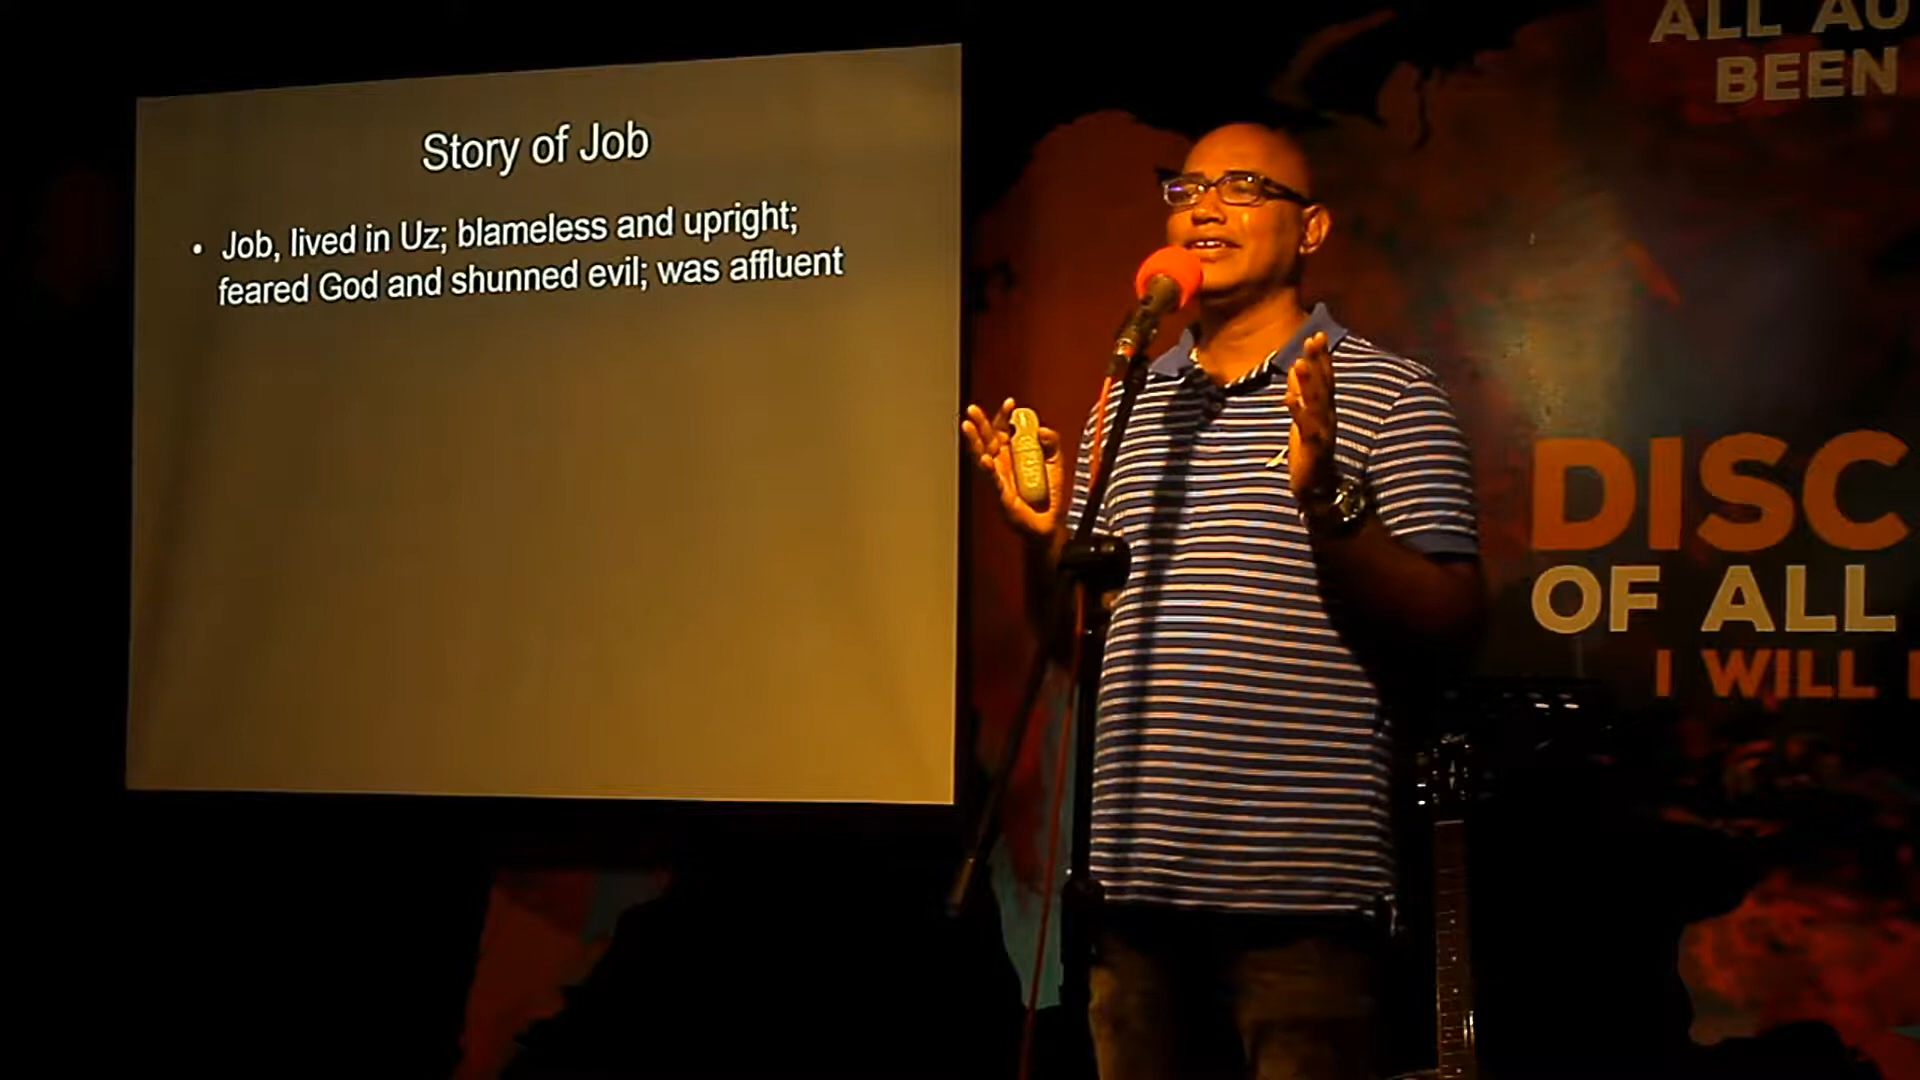 Story of Job
• Job, lived in Uz; blameless and upright;
feared God and shunned evil; was affluent
ALL AU
BEEN
DISC
OF ALL
I WILL